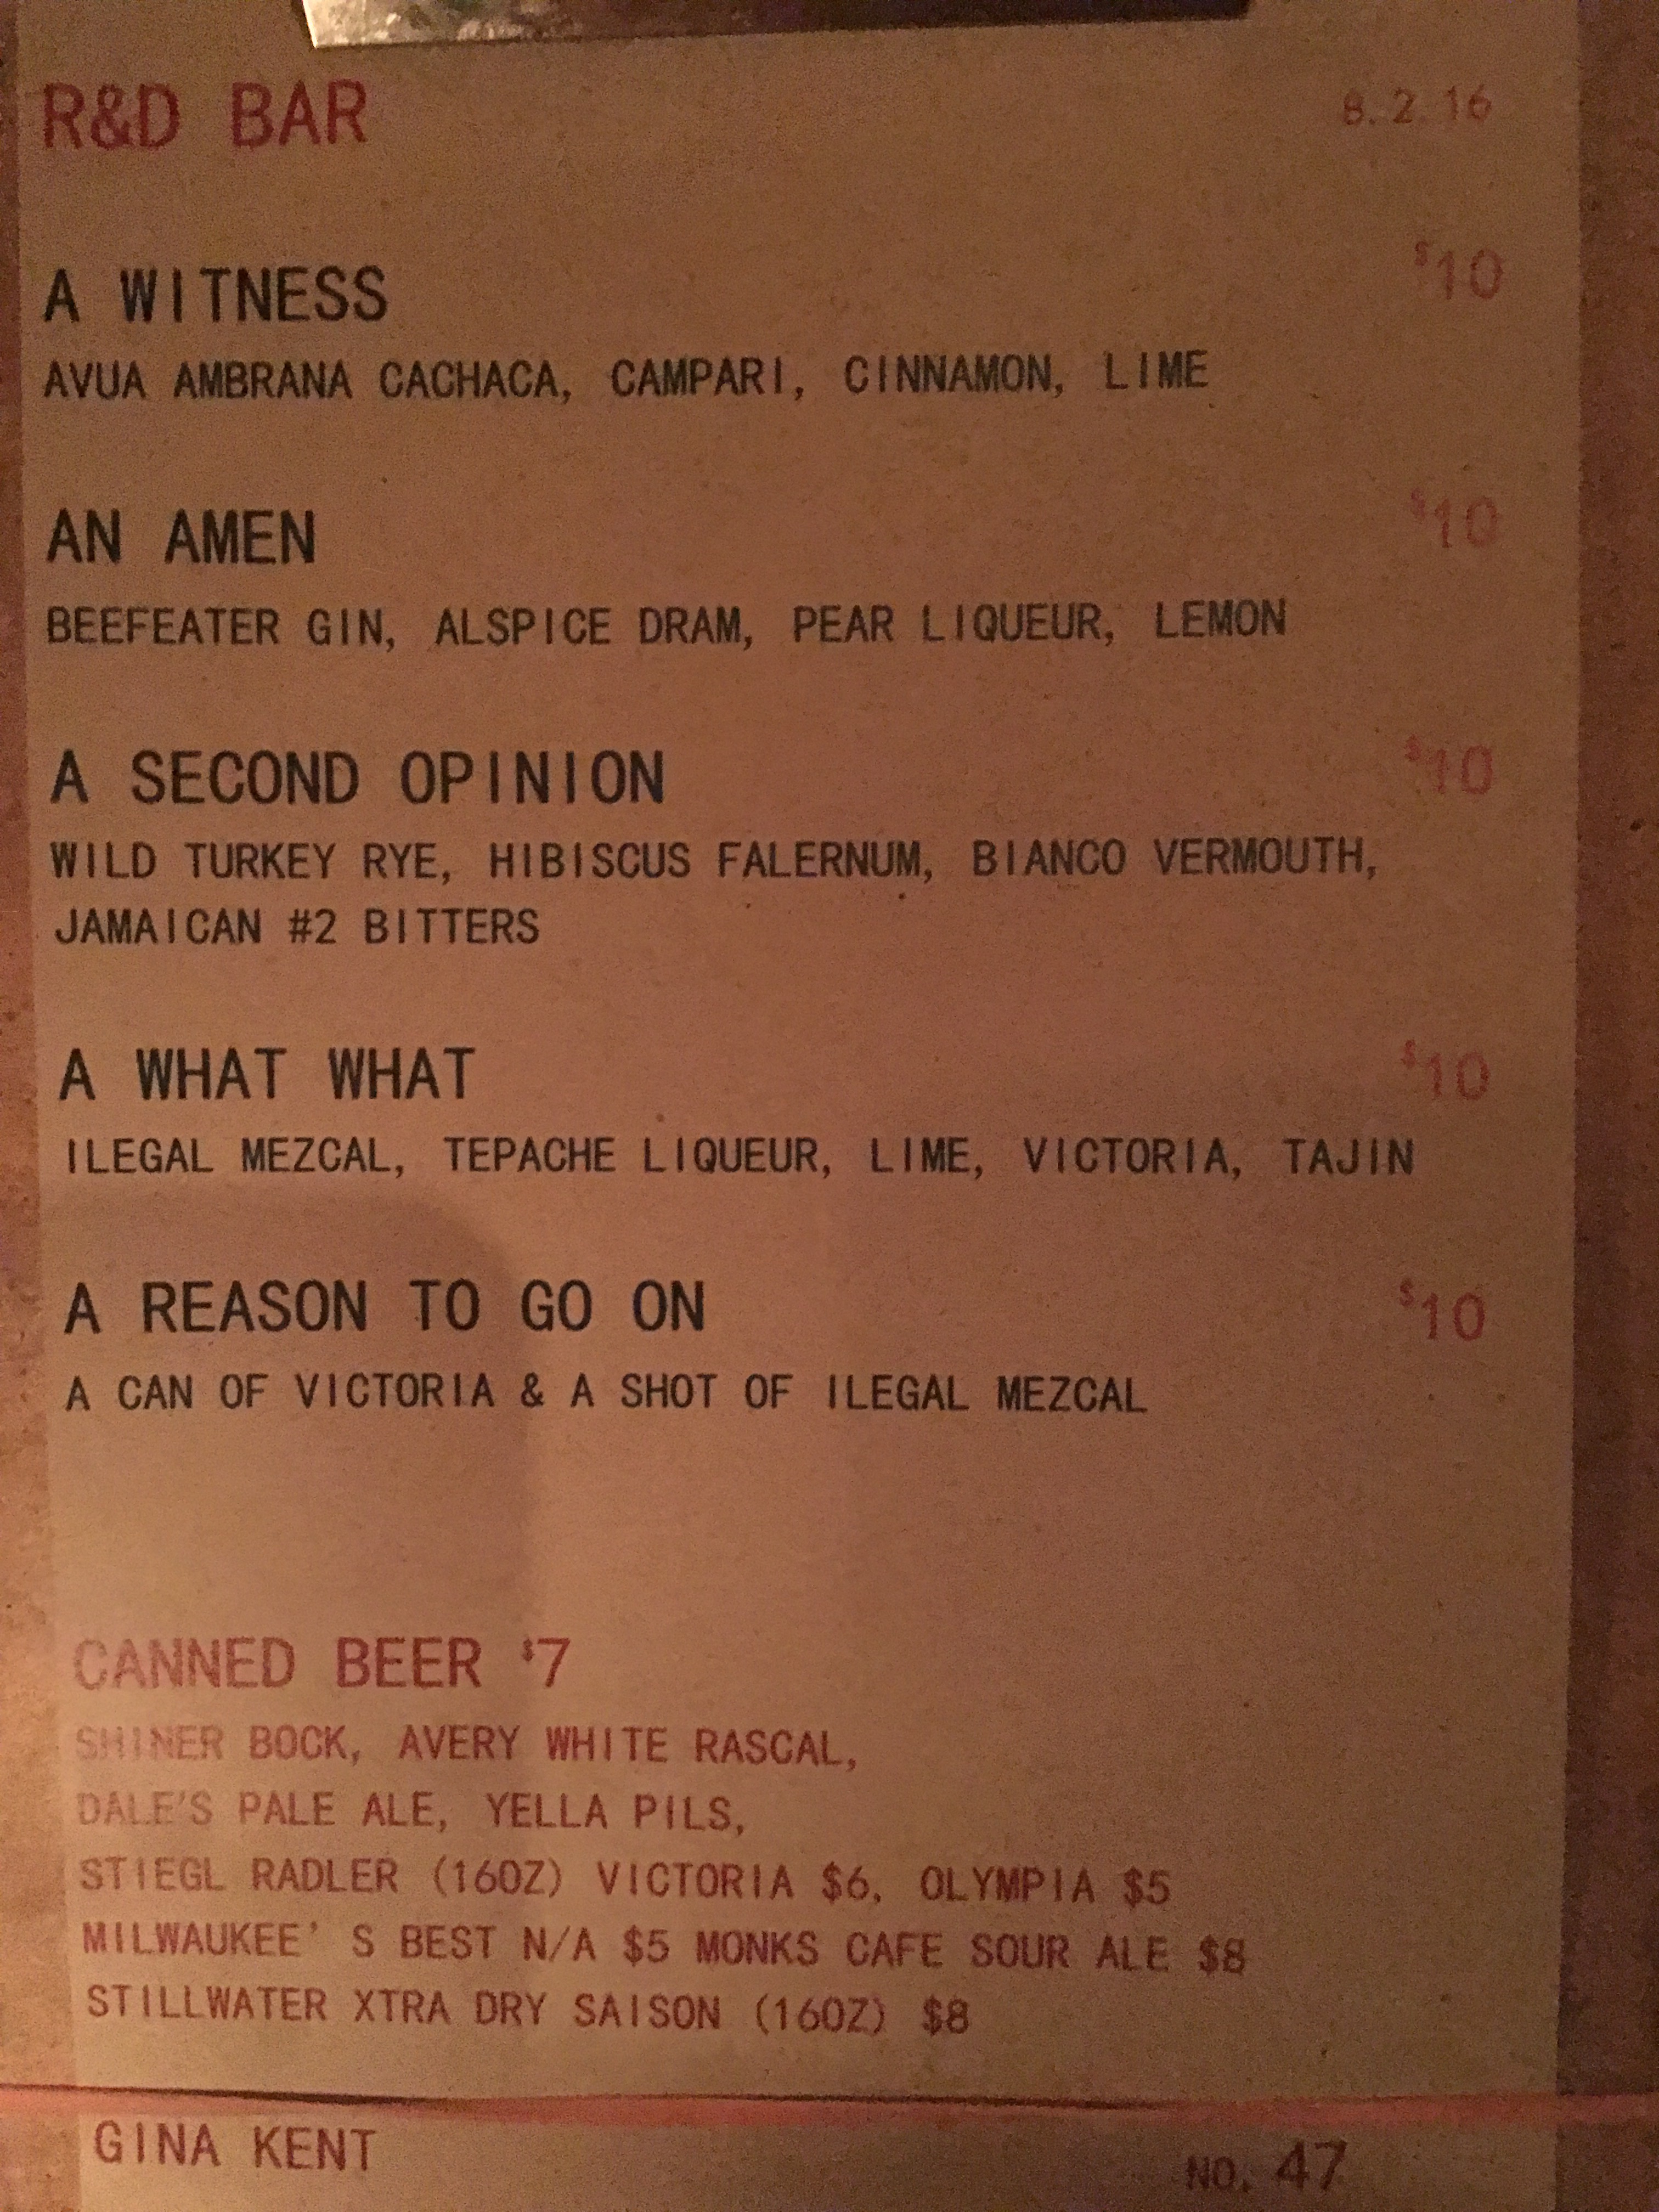 R&D BAR 8.2.16
A WITNESS $10
AVUA AMBRANA CACHACA, CAMPARI, CINNAMON, LIME
AN AMEN $10
BEEFEATER GIN, ALSPICE DRAM, PEAR LIQUEUR, LEMON
A SECOND OPINION $10
WILD TURKEY RYE, HIBISCUS FALERNUM, BIANCO VERMOUTH,
JAMAICAN #2 BITTERS
A WHAT WHAT $10
ILEGAL MEZCAL, TEPACHE LIQUEUR, LIME, VICTORIA, TAJIN
A REASON TO GO ON $10
A CAN OF VICTORIA & A SHOT OF ILEGAL MEZCAL
CANNED BEER $7
SHINER BOCK, AVERY WHITE RASCAL,
DALE'S PALE ALE, YELLA PILS,
STIEGL RADLER (16OZ) VICTORIA $6, OLYMPIA $5
MILWAUKEE' S BEST N/A $5 MONKS CAFE SOUR ALE $8
STILLWATER XTRA DRY SAISON (16OZ) $8
GINA KENT NO. 47